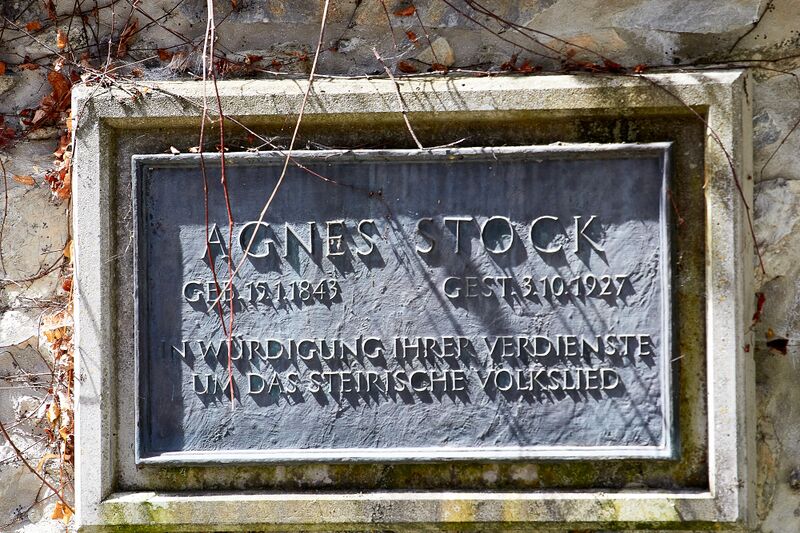 AGNES STOCK
GEB. 15.1.1843 GEST. 3.10.1927
IN WÜRDIGUNG IHRER VERDIENSTE
UM DAS STEIRISCHE VOLKSLIED